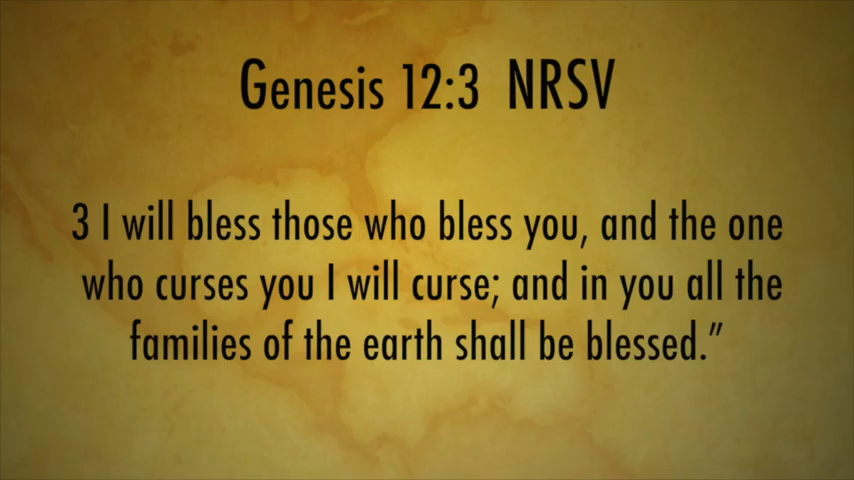 Genesis 12:3 NRSV
3 I will bless those who bless you, and the one
who curses you I will curse; and in you all the
families of the earth shall be blessed.”